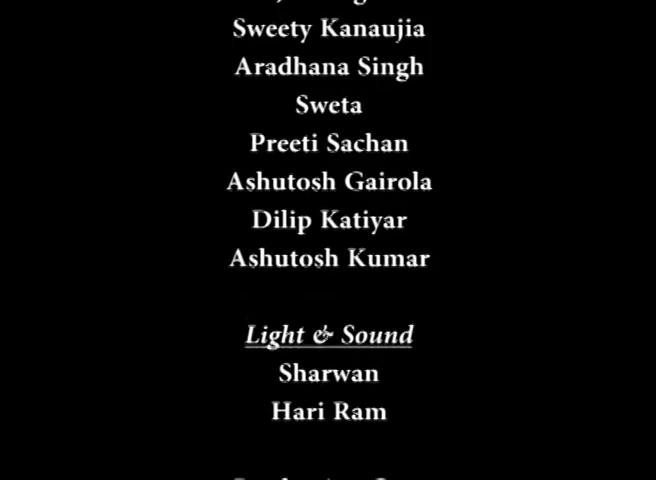 Sweety Kanaujia
Aradhana Singh
Sweta
Preeti Sachan
Ashutosh Gairola
Dilip Katiyar
Ashutosh Kumar
Light & Sound
Sharwan
Hari Ram